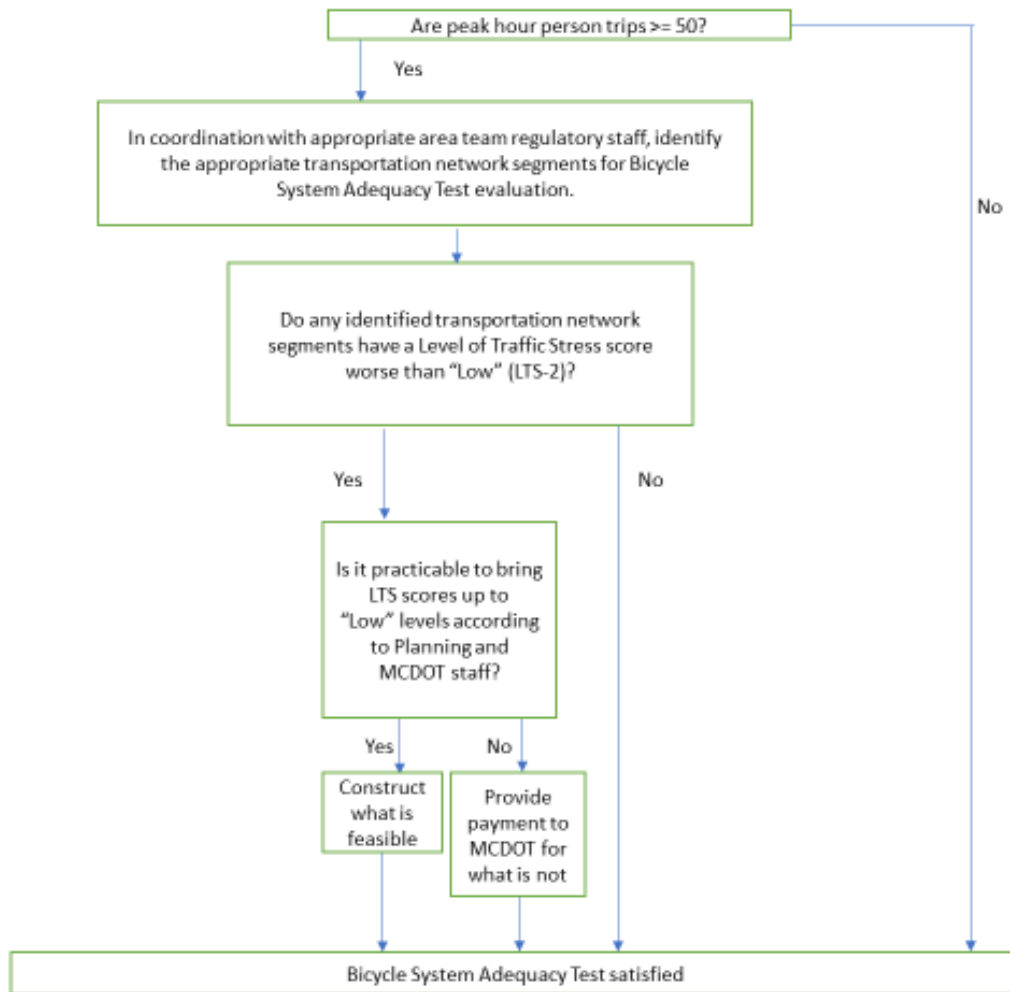 Are peak hour person trips >= 50?
Yes
In coordination with appropriate area team regulatory staff, identify
the appropriate transportation network segments for Bicycle
System Adequacy Test evaluation.
No
Do any identified transportation network
segments have a Level of Traffic Stress score
worse than “Low” (LTS-2)?
Yes
No
Is it practicable to bring
LTS scores up to
“Low” levels according
to Planning and
MCDOT staff?
Yes
No
Construct
what is
feasible
Provide
payment to
MCDOT for
what is not
Bicycle System Adequacy Test satisfied